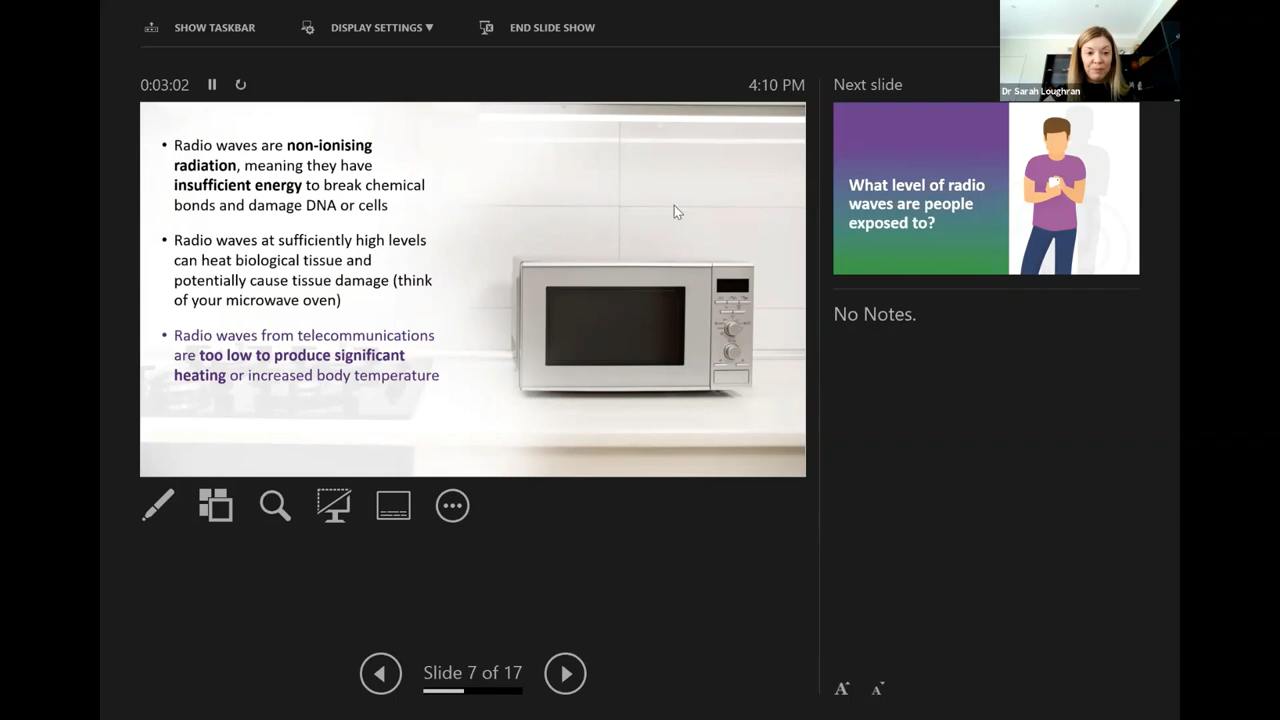 SHOW TASKBAR
DISPLAY SETTINGS ▼
END SLIDE SHOW
Dr Sarah Loughran
0:03:02
4:10 PM
Next slide
• Radio waves are non-ionising
radiation, meaning they have
insufficient energy to break chemical
bonds and damage DNA or cells
• Radio waves at sufficiently high levels
can heat biological tissue and
potentially cause tissue damage (think
of your microwave oven)
• Radio waves from telecommunications
are too low to produce significant
heating or increased body temperature
What level of radio
waves are people
exposed to?
No Notes.
Slide 7 of 17
A A